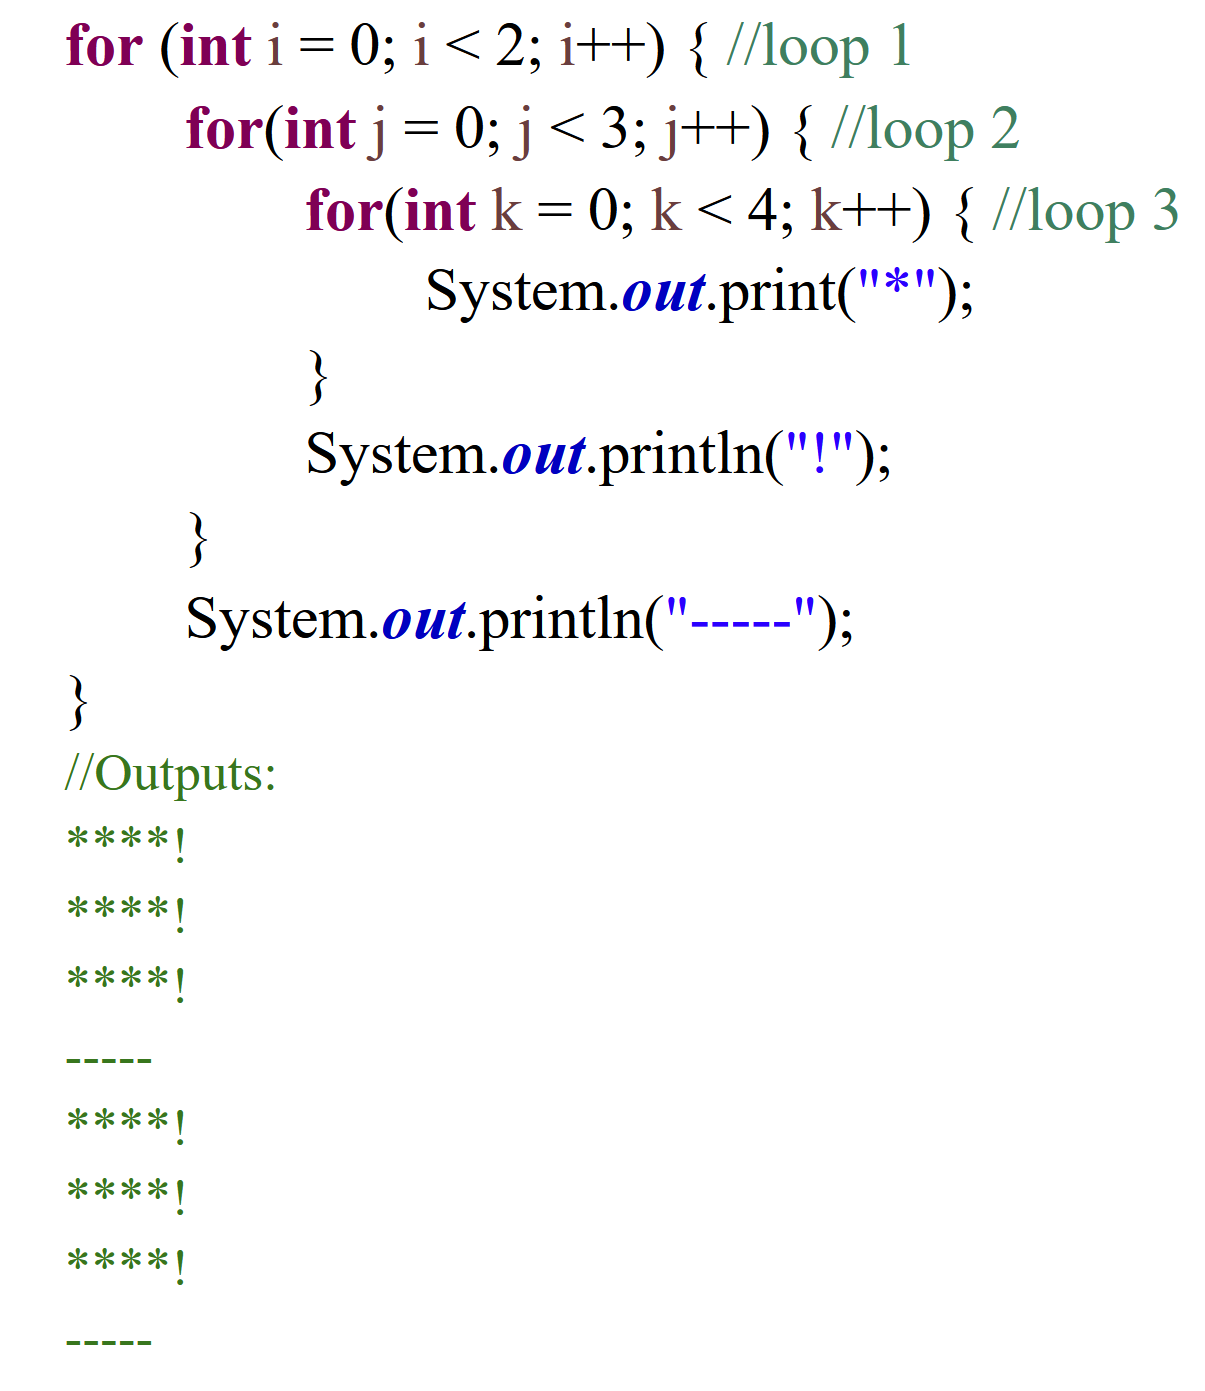 for (int i = 0; i < 2; i++) { //loop 1
for(int j = 0; j < 3; j++) { //loop 2
for(int k = 0; k < 4; k++) { //loop 3
System.out.print("*");
}
System.out.println("!");
}
System.out.println("-----");
}
//Outputs:
****!
****!
****!
-----
****!
****!
****!
-----